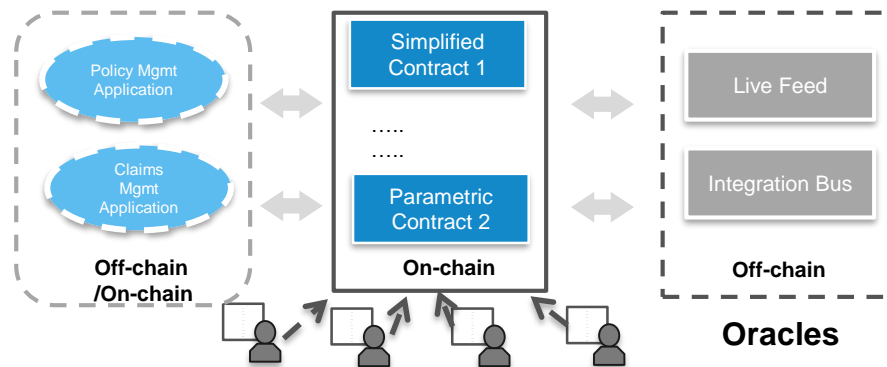 Policy Mgmt
Application
Claims
Mgmt
Application
Off-chain
/On-chain
Simplified
Contract 1
.....
.....
Parametric
Contract 2
On-chain
Live Feed
Integration Bus
Off-chain
Oracles